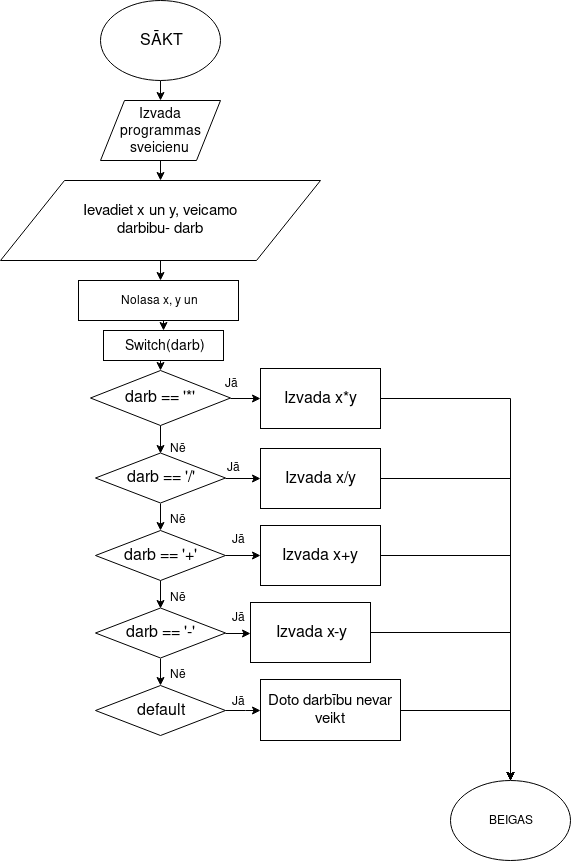 SĀKT
Izvada
programmas
sveicienu
Ievadiet x un y, veicamo
darbibu- darb
Nolasa x, y un
Switch(darb)
darb == '*'
Jā
Izvada x*y
Nē
darb == '/'
Jā
Izvada x/y
Nē
darb == '+'
Jā
Izvada x+y
Nē
darb == '-'
Jā
Izvada x-y
Nē
default
Jā
Doto darbību nevar
veikt
BEIGAS